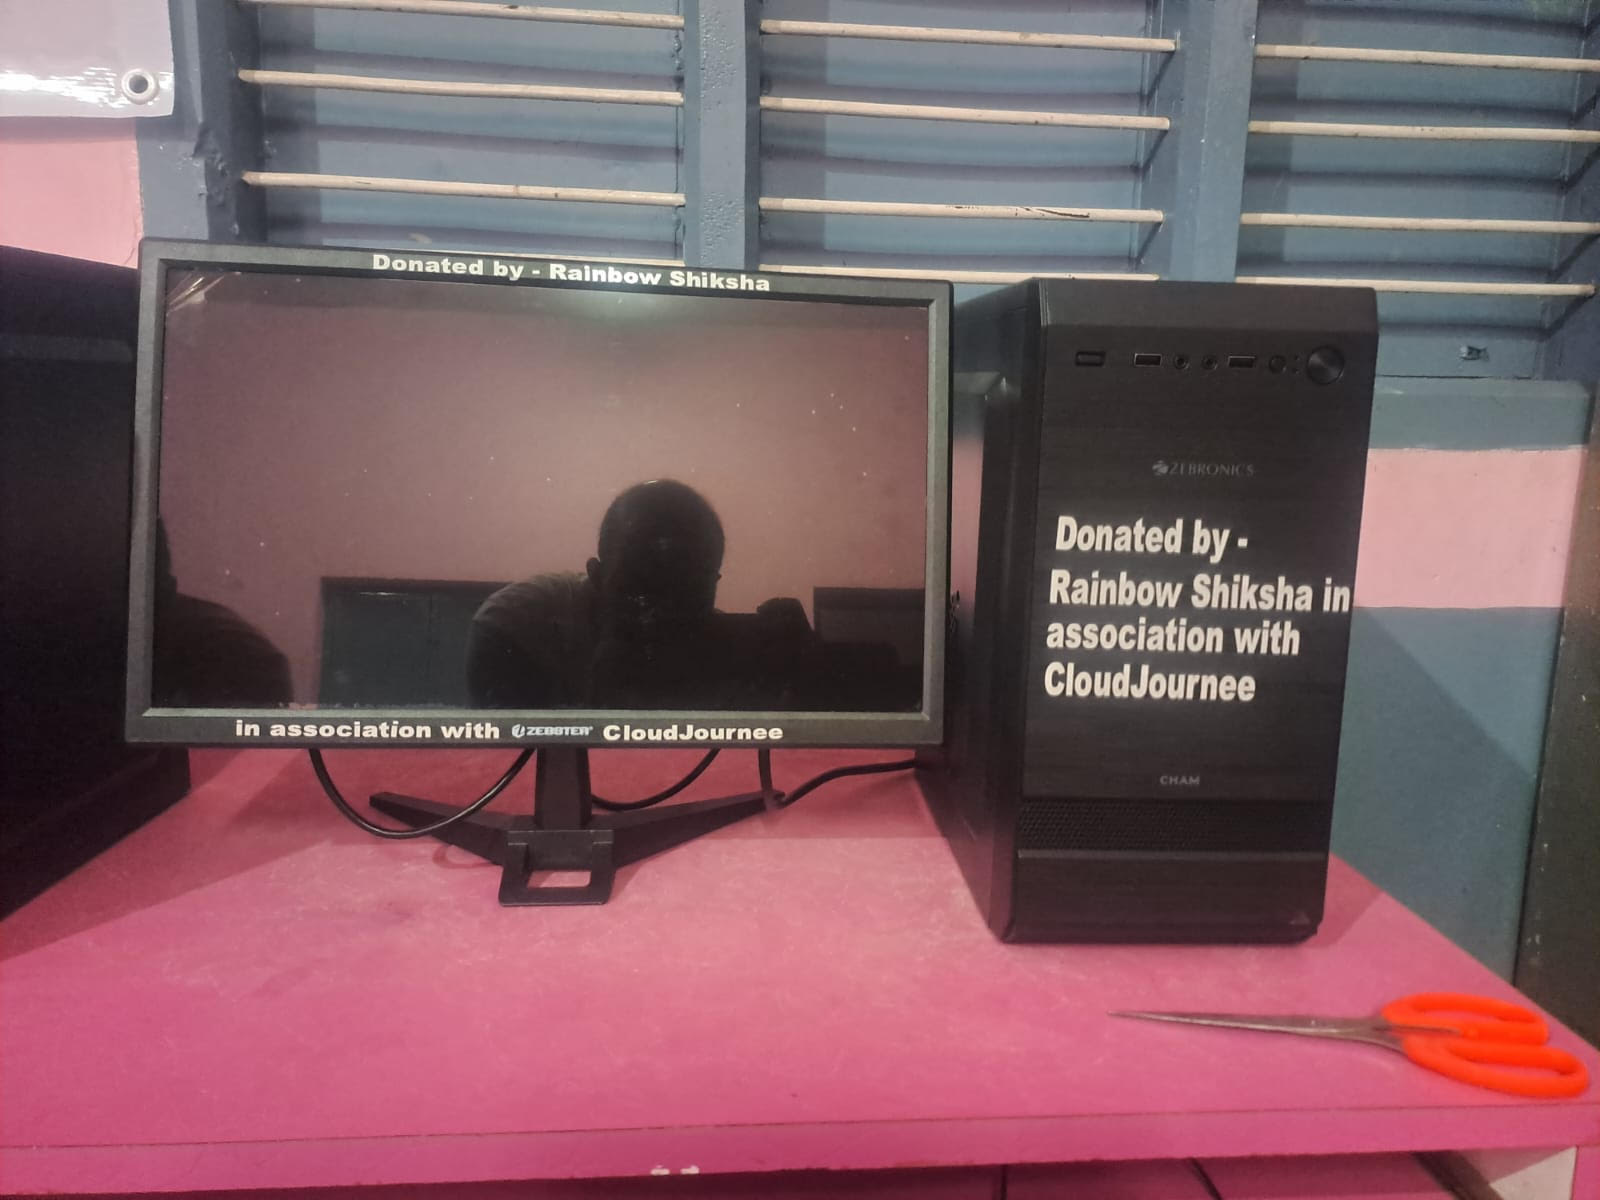 Donated by - Rainbow Shiksha
in association with ZEBSTER CloudJournee
ZEBRONICS
Donated by -
Rainbow Shiksha in
association with
CloudJournee
CHAM